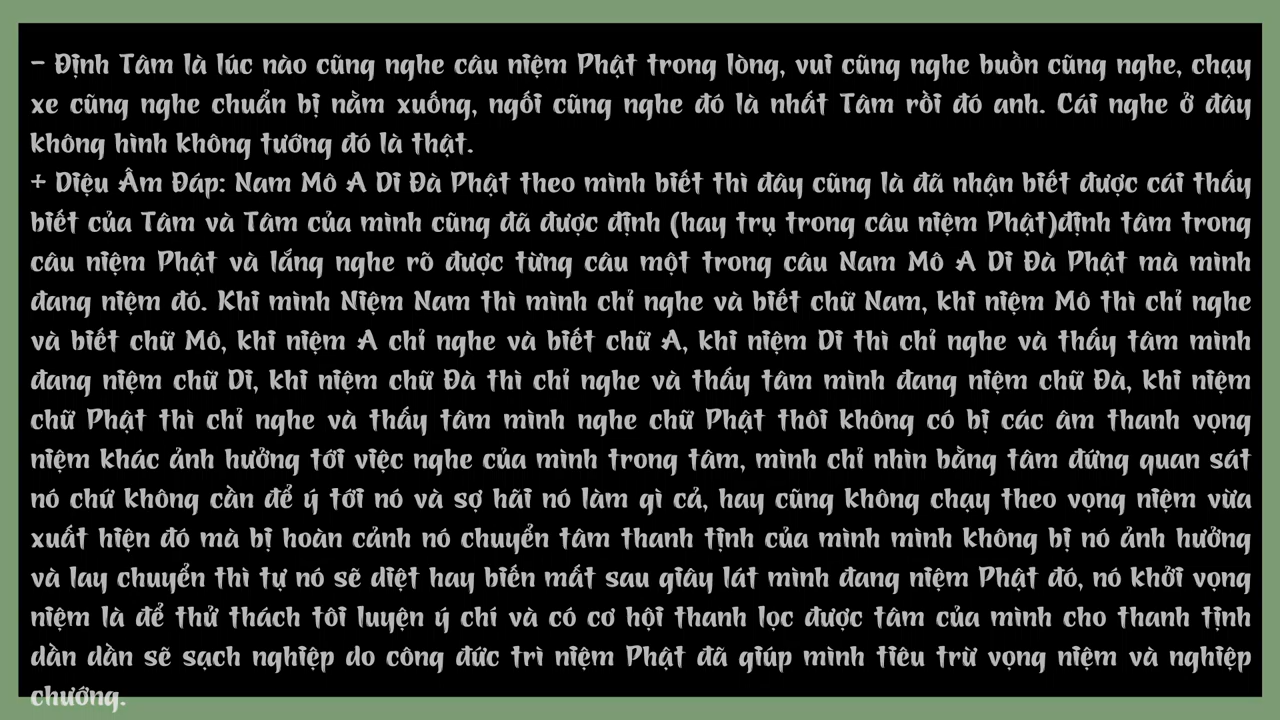 – Định Tâm là lúc nào cũng nghe câu niệm Phật trong lòng, vui cũng nghe buồn cũng nghe, chạy
xe cũng nghe chuẩn bị nằm xuống, ngối cũng nghe đó là nhất Tâm rồi đó anh. Cái nghe ở đây
không hình không tướng đó là thật.
+ Diệu Âm Đáp: Nam Mô A Di Đà Phật theo mình biết thì đây cũng là đã nhận biết được cái thấy
biết của Tâm và Tâm của mình cũng đã được định (hay trụ trong câu niệm Phật)định tâm trong
câu niệm Phật và lắng nghe rõ được từng câu một trong câu Nam Mô A Di Đà Phật mà mình
đang niệm đó. Khi mình Niệm Nam thì mình chỉ nghe và biết chữ Nam, khi niệm Mô thì chỉ nghe
và biết chữ Mô, khi niệm A chỉ nghe và biết chữ A, khi niệm Di thì chỉ nghe và thấy tâm mình
đang niệm chữ Di, khi niệm chữ Đà thì chỉ nghe và thấy tâm mình đang niệm chữ Đà, khi niệm
chữ Phật thì chỉ nghe và thấy tâm mình nghe chữ Phật thôi không có bị các âm thanh vọng
niệm khác ảnh hưởng tới việc nghe của mình trong tâm, mình chỉ nhìn bằng tâm đứng quan sát
nó chứ không cần để ý tới nó và sợ hãi nó làm gì cả, hay cũng không chạy theo vọng niệm vừa
xuất hiện đó mà bị hoàn cảnh nó chuyển tâm thanh tịnh của mình mình không bị nó ảnh hưởng
và lay chuyển thì tự nó sẽ diệt hay biến mất sau giây lát mình đang niệm Phật đó, nó khởi vọng
niệm là để thử thách tôi luyện ý chí và có cơ hội thanh lọc được tâm của mình cho thanh tịnh
dần dần sẽ sạch nghiệp do công đức trì niệm Phật đã giúp mình tiêu trừ vọng niệm và nghiệp
chướng.